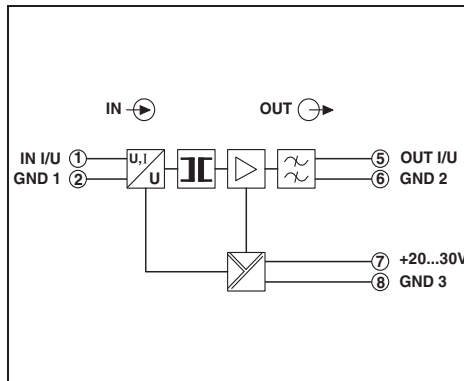 IN OUT
IN I/U 1 U,I 5 OUT I/U
GND 1 2 U 6 GND 2
7 +20...30V
8 GND 3